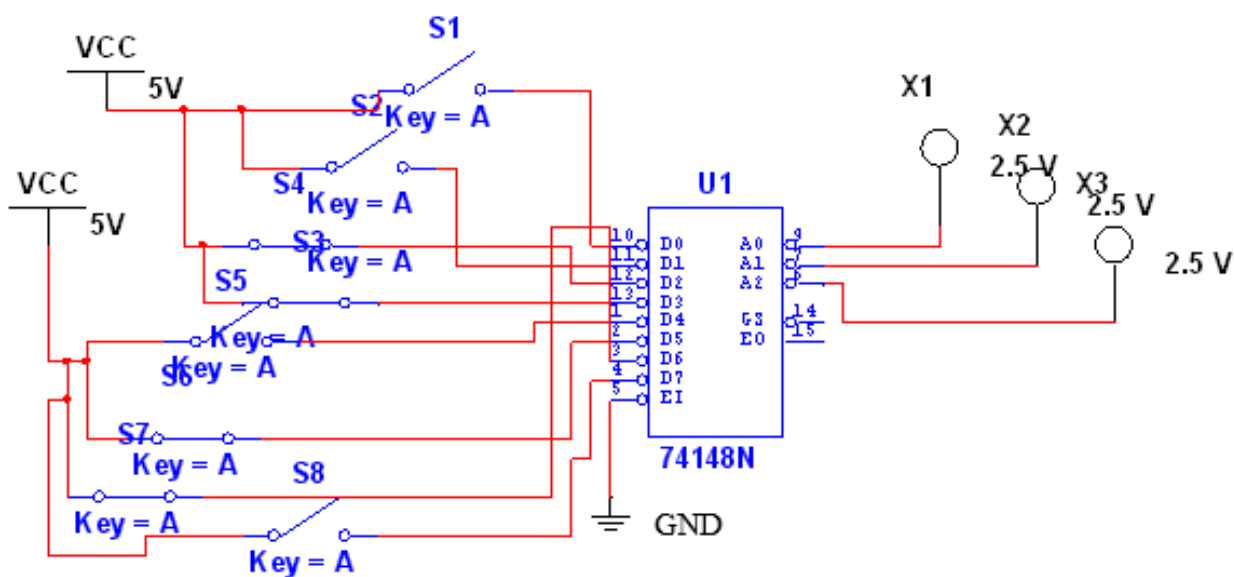 S1
VCC
5V
S2
Key = A
X1
X2
2.5 V
VCC
5V
S4
Key = A
U1
X3
2.5 V
2.5 V
S3
Key = A
10 D0 A0 9
11 D1 A1 7
12 D2 A2 6
13 D3
1 D4 GS 14
2 D5 EO 15
3 D6
4 D7
5 EI
S5
Key = A
Key = A
S6
S7
Key = A
74148N
S8
Key = A
Key = A
GND